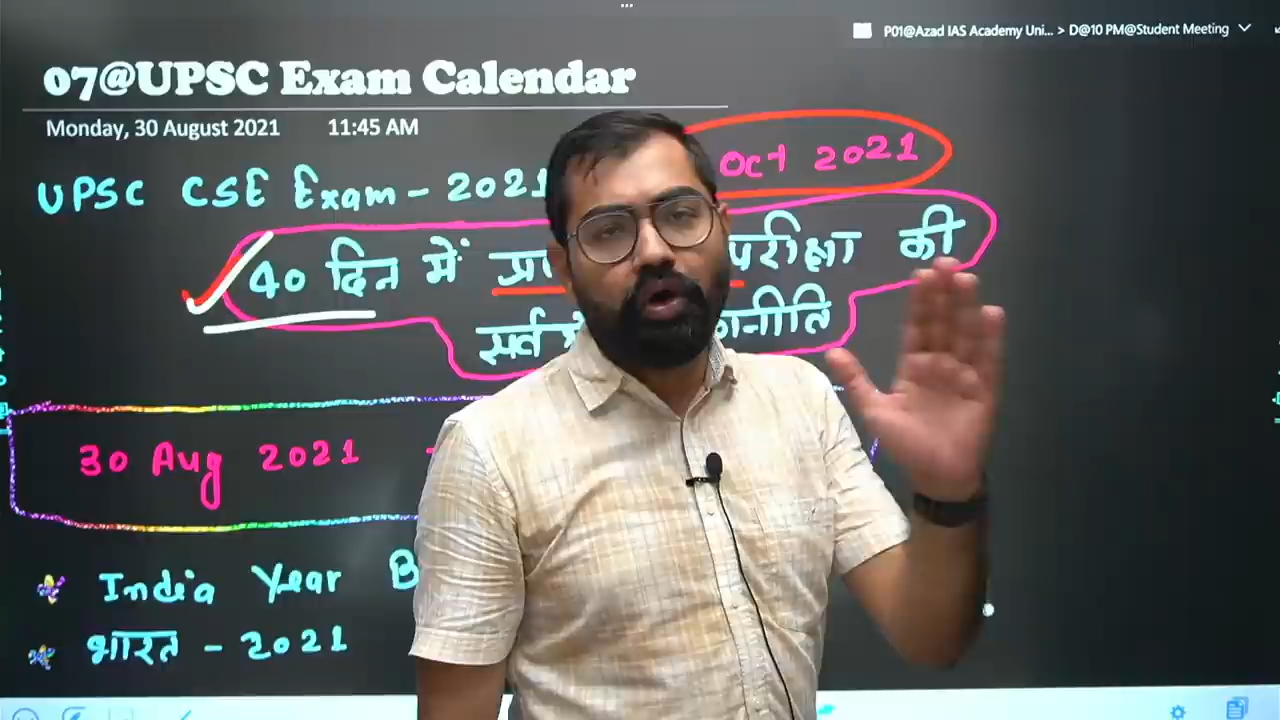 P01@Azad IAS Academy Uni... > D@10 PM@Student Meeting
07@UPSC Exam Calendar
Monday, 30 August 2021 11:45 AM
UPSC CSE Exam - 2021 Oct 2021
40 दिन में परीक्षा की
30 Aug 2021
India Year
भारत - 2021